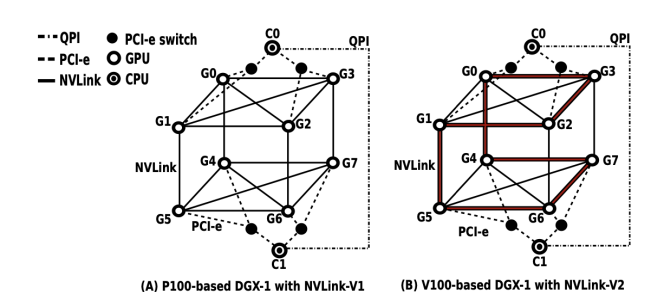 QPI
PCI-e switch
PCI-e
GPU
NVLink
CPU
C0
QPI
G0
G3
G1
G2
G4
G7
NVLink
G5
G6
PCI-e
C1
(A) P100-based DGX-1 with NVLink-V1
C0
QPI
G0
G3
G1
G2
G4
G7
NVLink
G5
G6
PCI-e
C1
(B) V100-based DGX-1 with NVLink-V2